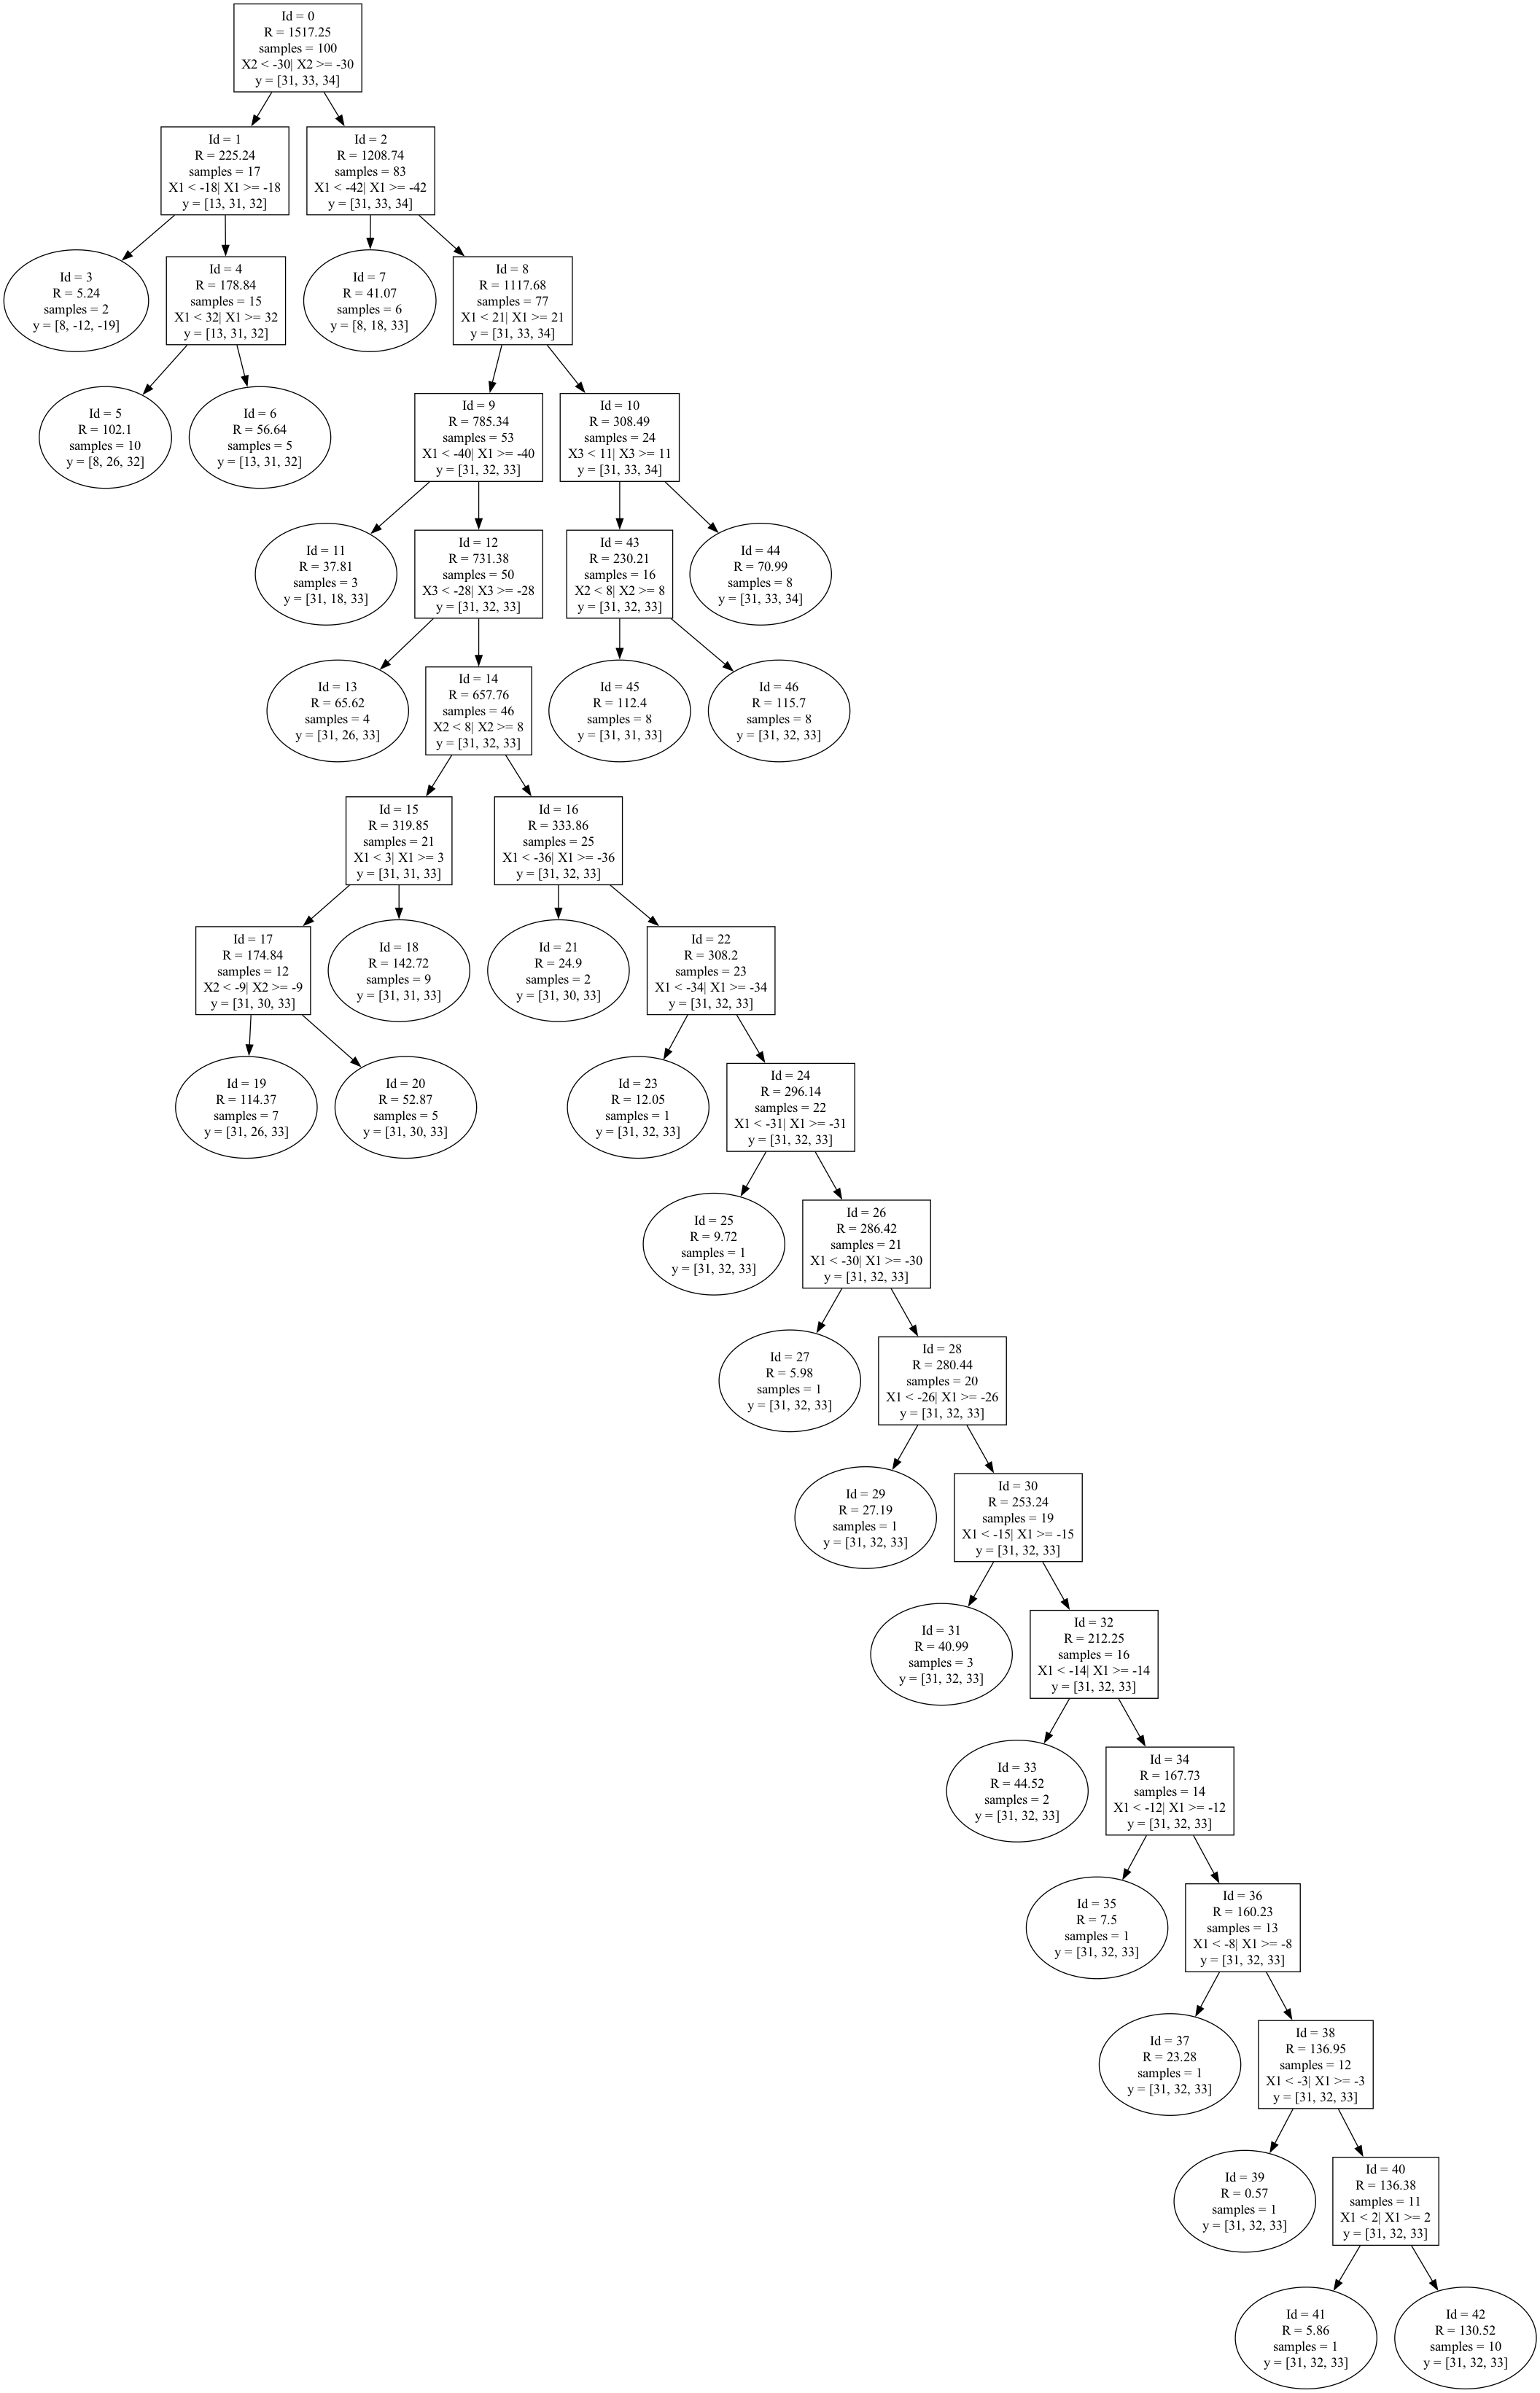 Id = 0
R = 1517.25
samples = 100
X2 < -30| X2 >= -30
y = [31, 33, 34]
Id = 1
R = 225.24
samples = 17
X1 < -18| X1 >= -18
y = [13, 31, 32]
Id = 2
R = 1208.74
samples = 83
X1 < -42| X1 >= -42
y = [31, 33, 34]
Id = 3
R = 5.24
samples = 2
y = [8, -12, -19]
Id = 4
R = 178.84
samples = 15
X1 < 32| X1 >= 32
y = [13, 31, 32]
Id = 7
R = 41.07
samples = 6
y = [8, 18, 33]
Id = 8
R = 1117.68
samples = 77
X1 < 21| X1 >= 21
y = [31, 33, 34]
Id = 5
R = 102.1
samples = 10
y = [8, 26, 32]
Id = 6
R = 56.64
samples = 5
y = [13, 31, 32]
Id = 9
R = 785.34
samples = 53
X1 < -40| X1 >= -40
y = [31, 32, 33]
Id = 10
R = 308.49
samples = 24
X3 < 11| X3 >= 11
y = [31, 33, 34]
Id = 11
R = 37.81
samples = 3
y = [31, 18, 33]
Id = 12
R = 731.38
samples = 50
X3 < -28| X3 >= -28
y = [31, 32, 33]
Id = 43
R = 230.21
samples = 16
X2 < 8| X2 >= 8
y = [31, 32, 33]
Id = 44
R = 70.99
samples = 8
y = [31, 33, 34]
Id = 13
R = 65.62
samples = 4
y = [31, 26, 33]
Id = 14
R = 657.76
samples = 46
X2 < 8| X2 >= 8
y = [31, 32, 33]
Id = 45
R = 112.4
samples = 8
y = [31, 31, 33]
Id = 46
R = 115.7
samples = 8
y = [31, 32, 33]
Id = 15
R = 319.85
samples = 21
X1 < 3| X1 >= 3
y = [31, 31, 33]
Id = 16
R = 333.86
samples = 25
X1 < -36| X1 >= -36
y = [31, 32, 33]
Id = 17
R = 174.84
samples = 12
X2 < -9| X2 >= -9
y = [31, 30, 33]
Id = 18
R = 142.72
samples = 9
y = [31, 31, 33]
Id = 21
R = 24.9
samples = 2
y = [31, 30, 33]
Id = 22
R = 308.2
samples = 23
X1 < -34| X1 >= -34
y = [31, 32, 33]
Id = 19
R = 114.37
samples = 7
y = [31, 26, 33]
Id = 20
R = 52.87
samples = 5
y = [31, 30, 33]
Id = 23
R = 12.05
samples = 1
y = [31, 32, 33]
Id = 24
R = 296.14
samples = 22
X1 < -31| X1 >= -31
y = [31, 32, 33]
Id = 25
R = 9.72
samples = 1
y = [31, 32, 33]
Id = 26
R = 286.42
samples = 21
X1 < -30| X1 >= -30
y = [31, 32, 33]
Id = 27
R = 5.98
samples = 1
y = [31, 32, 33]
Id = 28
R = 280.44
samples = 20
X1 < -26| X1 >= -26
y = [31, 32, 33]
Id = 29
R = 27.19
samples = 1
y = [31, 32, 33]
Id = 30
R = 253.24
samples = 19
X1 < -15| X1 >= -15
y = [31, 32, 33]
Id = 31
R = 40.99
samples = 3
y = [31, 32, 33]
Id = 32
R = 212.25
samples = 16
X1 < -14| X1 >= -14
y = [31, 32, 33]
Id = 33
R = 44.52
samples = 2
y = [31, 32, 33]
Id = 34
R = 167.73
samples = 14
X1 < -12| X1 >= -12
y = [31, 32, 33]
Id = 35
R = 7.5
samples = 1
y = [31, 32, 33]
Id = 36
R = 160.23
samples = 13
X1 < -8| X1 >= -8
y = [31, 32, 33]
Id = 37
R = 23.28
samples = 1
y = [31, 32, 33]
Id = 38
R = 136.95
samples = 12
X1 < -3| X1 >= -3
y = [31, 32, 33]
Id = 39
R = 0.57
samples = 1
y = [31, 32, 33]
Id = 40
R = 136.38
samples = 11
X1 < 2| X1 >= 2
y = [31, 32, 33]
Id = 41
R = 5.86
samples = 1
y = [31, 32, 33]
Id = 42
R = 130.52
samples = 10
y = [31, 32, 33]